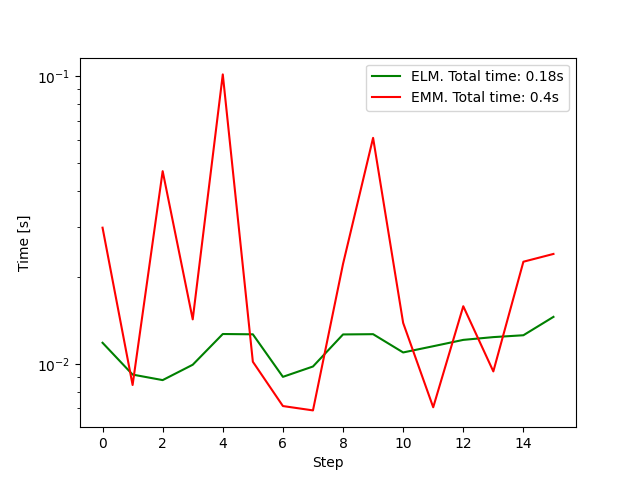 10⁻¹
10⁻²
Time [s]
ELM. Total time: 0.18s
EMM. Total time: 0.4s
0 2 4 6 8 10 12 14
Step